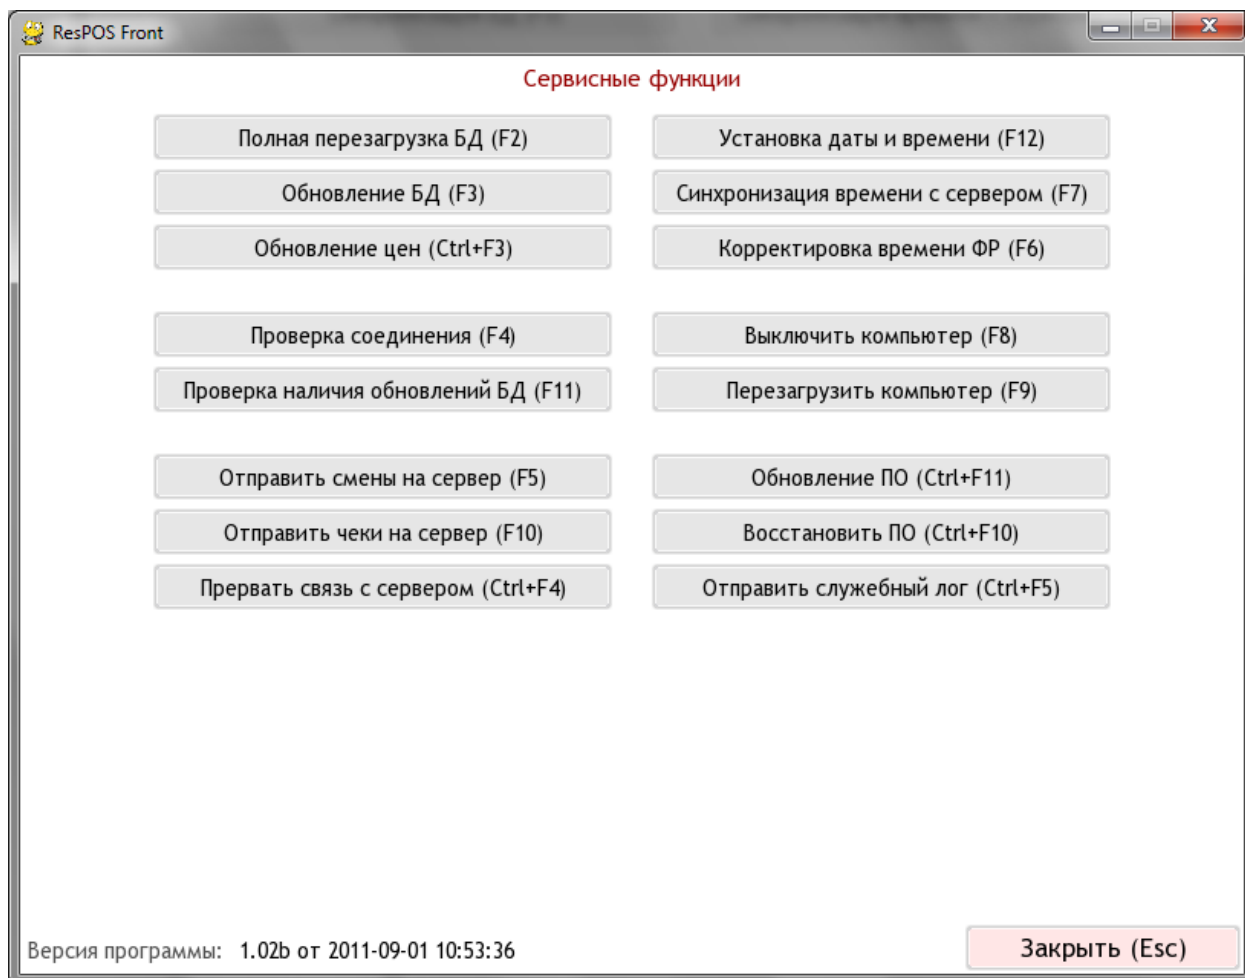 ResPOS Front
Сервисные функции
Полная перезагрузка БД (F2)
Обновление БД (F3)
Обновление цен (Ctrl+F3)
Проверка соединения (F4)
Проверка наличия обновлений БД (F11)
Отправить смены на сервер (F5)
Отправить чеки на сервер (F10)
Прервать связь с сервером (Ctrl+F4)
Установка даты и времени (F12)
Синхронизация времени с сервером (F7)
Корректировка времени ФР (F6)
Выключить компьютер (F8)
Перезагрузить компьютер (F9)
Обновление ПО (Ctrl+F11)
Восстановить ПО (Ctrl+F10)
Отправить служебный лог (Ctrl+F5)
Версия программы: 1.02b от 2011-09-01 10:53:36
Закрыть (Esc)